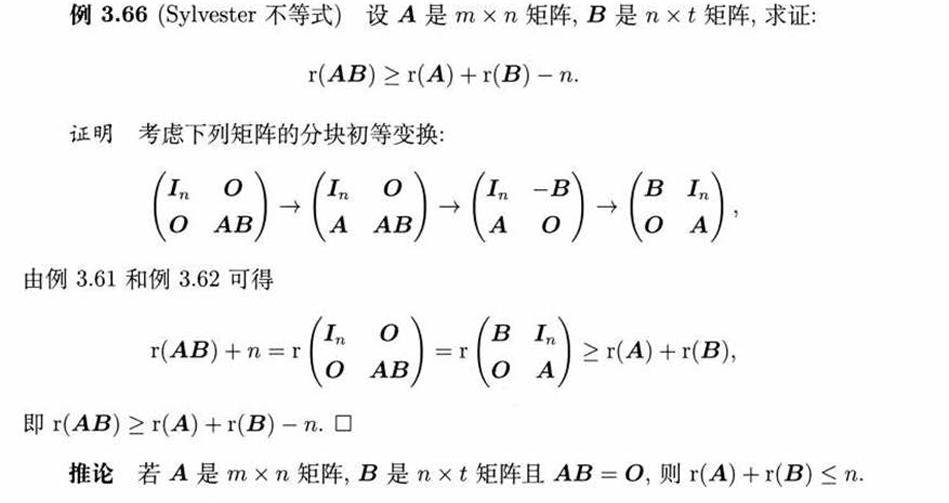 例 3.66 (Sylvester 不等式) 设 A 是 m × n 矩阵, B 是 n × t 矩阵, 求证:
r(AB) ≥ r(A) + r(B) − n.
证明 考虑下列矩阵的分块初等变换:
(I_n O; O AB) → (I_n O; A AB) → (I_n −B; A O) → (B I_n; O A),
由例 3.61 和例 3.62 可得
r(AB) + n = r(I_n O; O AB) = r(B I_n; O A) ≥ r(A) + r(B),
即 r(AB) ≥ r(A) + r(B) − n. □
推论 若 A 是 m × n 矩阵, B 是 n × t 矩阵且 AB = O, 则 r(A) + r(B) ≤ n.